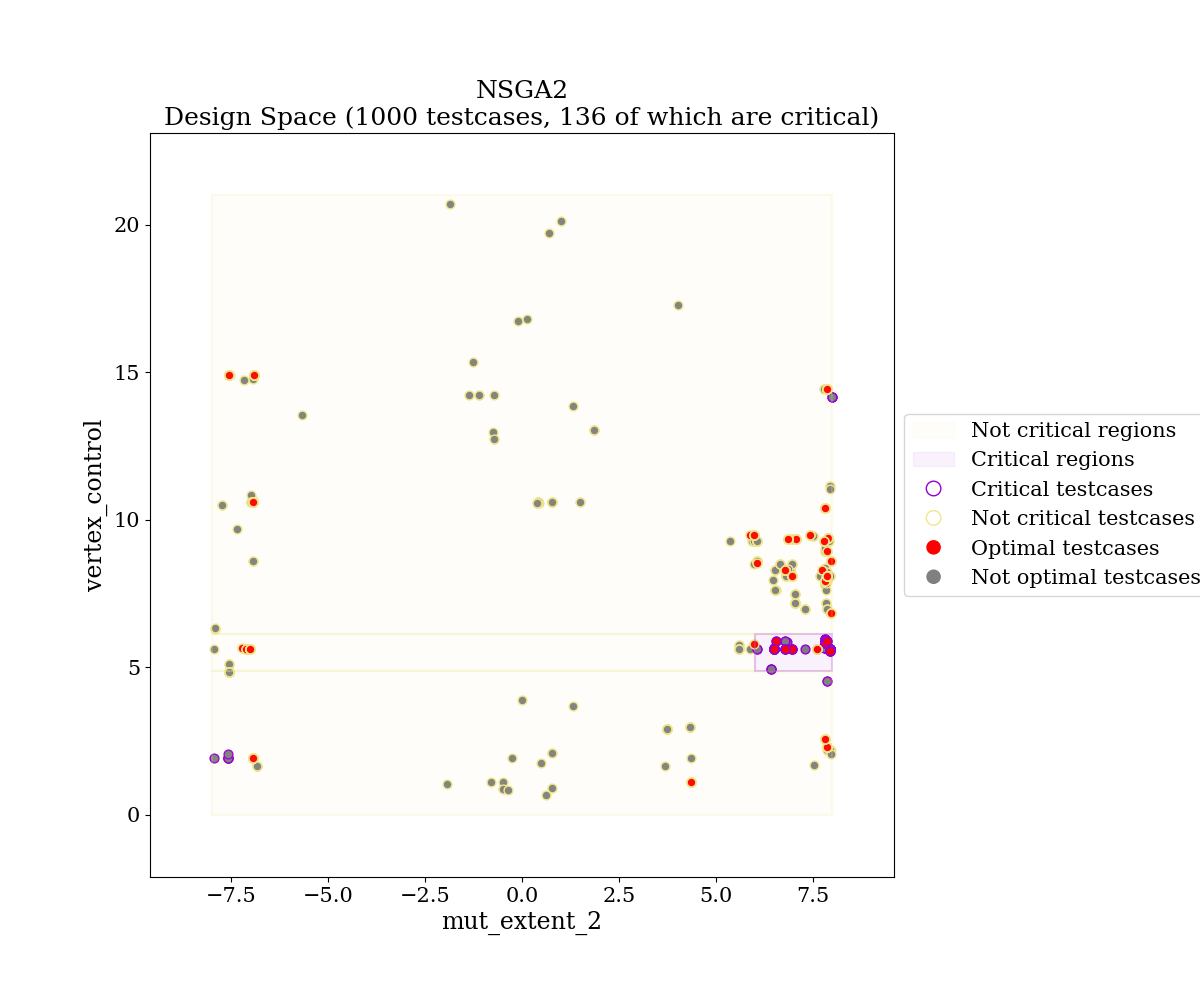 NSGA2
Design Space (1000 testcases, 136 of which are critical)
20
15
10
5
0
vertex_control
−7.5
−5.0
−2.5
0.0
2.5
5.0
7.5
mut_extent_2
Not critical regions
Critical regions
Critical testcases
Not critical testcases
Optimal testcases
Not optimal testcases